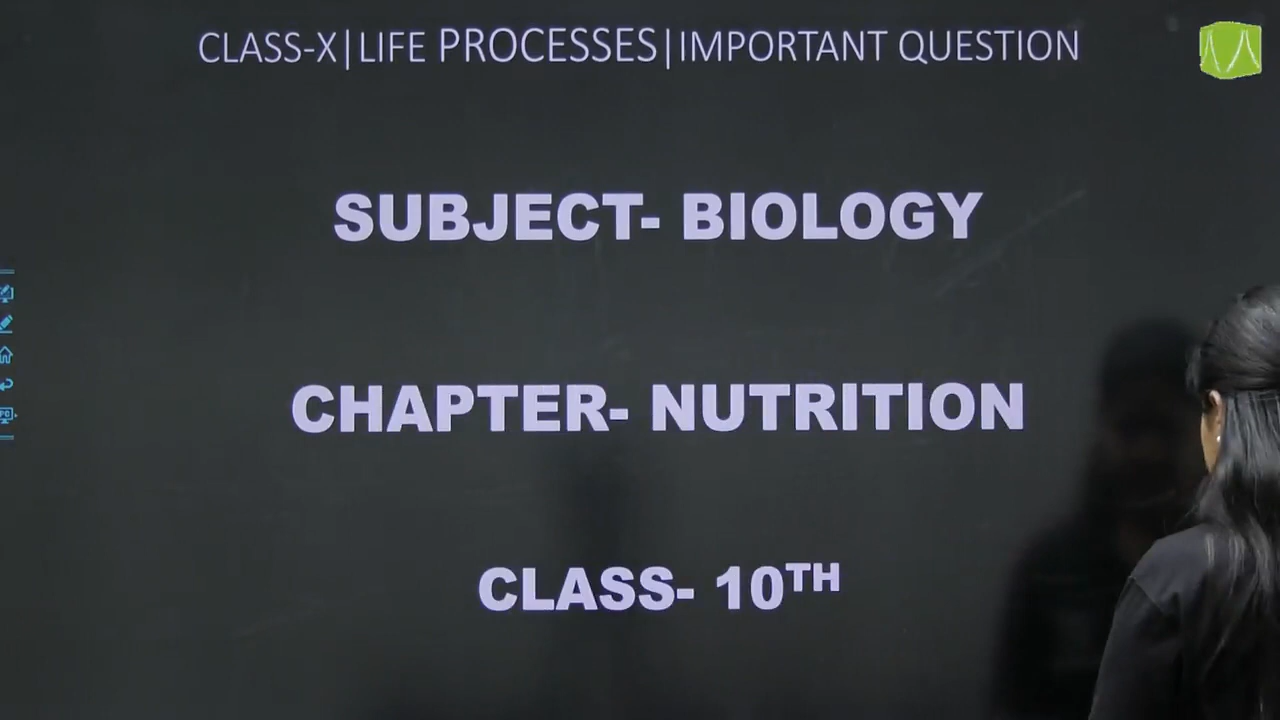 CLASS-X|LIFE PROCESSES|IMPORTANT QUESTION
SUBJECT- BIOLOGY
CHAPTER- NUTRITION
CLASS- 10TH